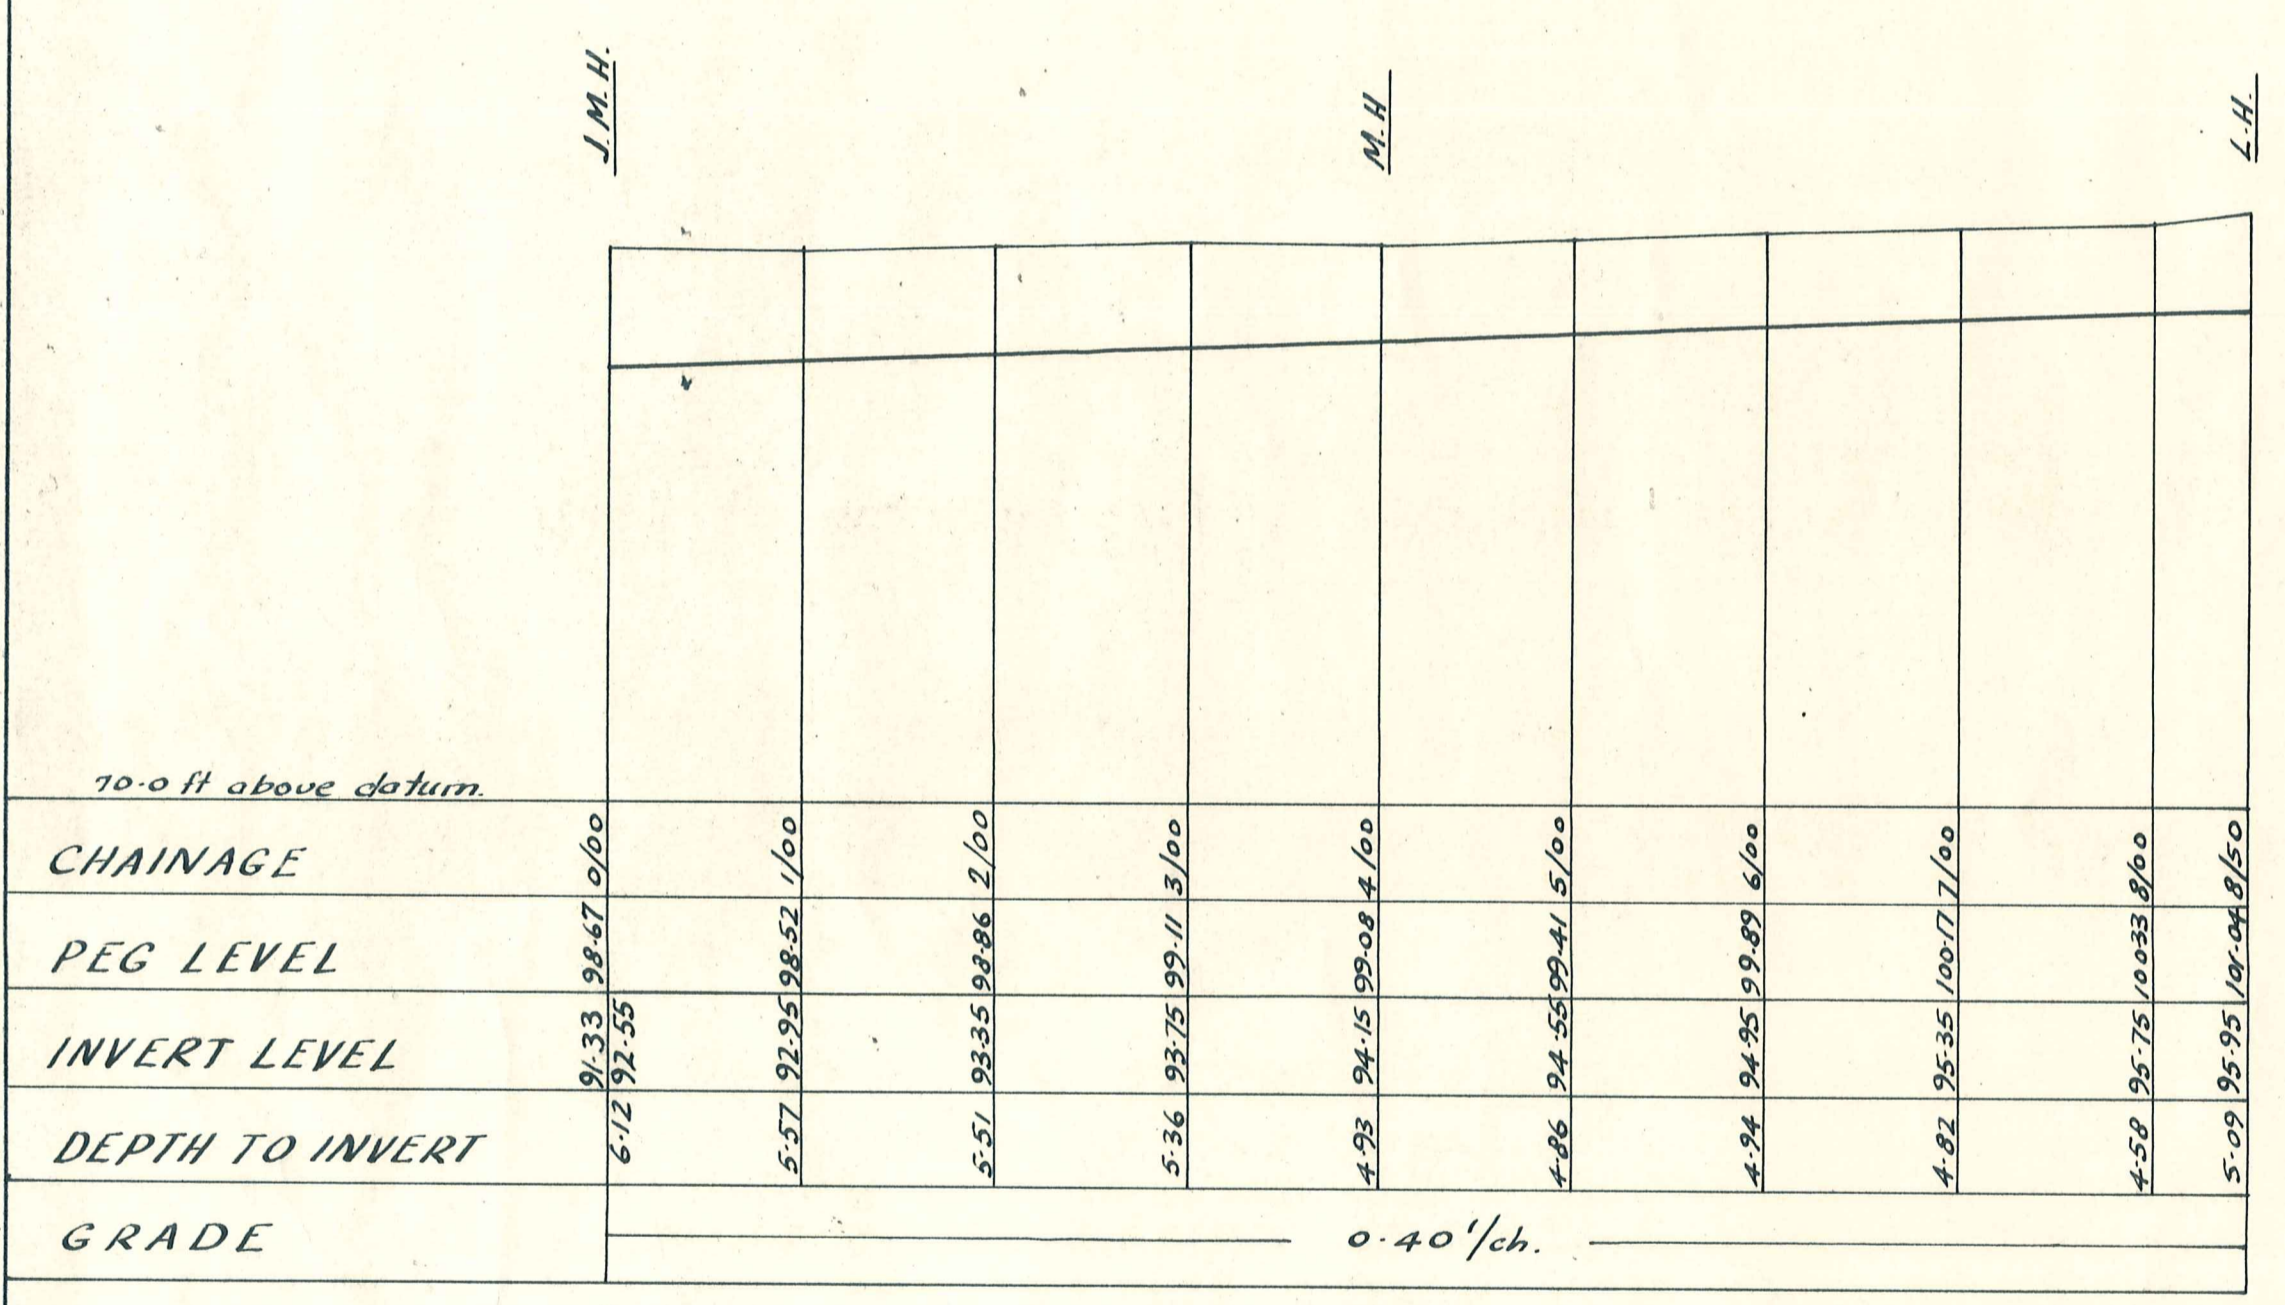 J.M.H.
M.H
L.H.
70.0 ft above datum.
CHAINAGE 0/00 1/00 2/00 3/00 4/00 5/00 6/00 7/00 8/00 8/50
PEG LEVEL 98.67 98.52 98.86 99.11 99.08 99.41 99.89 100.17 100.33 101.04
INVERT LEVEL 91.33 92.55 92.95 93.35 93.75 94.15 94.55 94.95 95.35 95.75 95.95
DEPTH TO INVERT 6.12 5.57 5.51 5.36 4.93 4.86 4.94 4.82 4.58 5.09
GRADE 0.40'/ch.